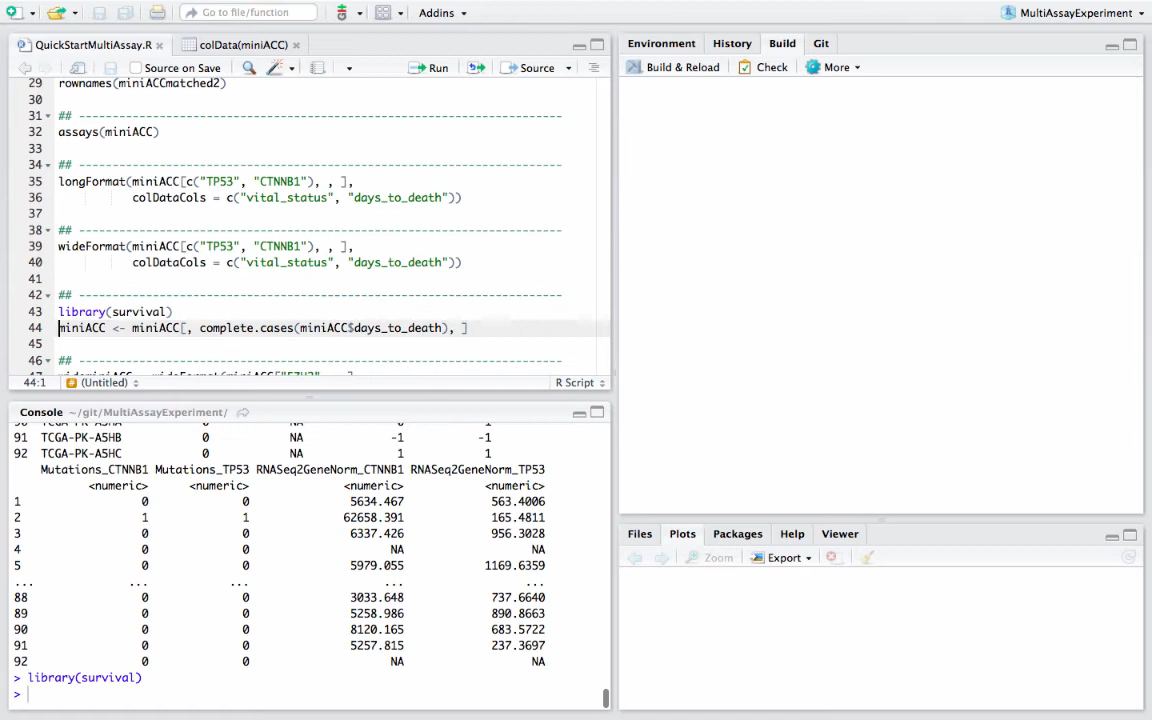 Go to file/function
Addins
MultiAssayExperiment
QuickStartMultiAssay.R
colData(miniACC)
Source on Save
Run
Source
29 rownames(miniACCmatched2)
30
31 ## ---------------------------------------------------------------------------
32 assays(miniACC)
33
34 ## ---------------------------------------------------------------------------
35 longFormat(miniACC[c("TP53", "CTNNB1"), , ],
36 colDataCols = c("vital_status", "days_to_death"))
37
38 ## ---------------------------------------------------------------------------
39 wideFormat(miniACC[c("TP53", "CTNNB1"), , ],
40 colDataCols = c("vital_status", "days_to_death"))
41
42 ## ---------------------------------------------------------------------------
43 library(survival)
44 miniACC <- miniACC[, complete.cases(miniACC$days_to_death), ]
45
46 ##
44:1 (Untitled) R Script
Console ~/git/MultiAssayExperiment/
91 TCGA-PK-A5HB 0 NA -1 -1
92 TCGA-PK-A5HC 0 NA 1 1
Mutations_CTNNB1 Mutations_TP53 RNASeq2GeneNorm_CTNNB1 RNASeq2GeneNorm_TP53
<numeric> <numeric> <numeric> <numeric>
1 0 0 5634.467 563.4006
2 1 1 62658.391 165.4811
3 0 0 6337.426 956.3028
4 0 0 NA NA
5 0 0 5979.055 1169.6359
... ... ... ... ...
88 0 0 3033.648 737.6640
89 0 0 5258.986 890.8663
90 0 0 8120.165 683.5722
91 0 0 5257.815 237.3697
92 0 0 NA NA
> library(survival)
>
Environment History Build Git
Build & Reload Check More
Files Plots Packages Help Viewer
Zoom Export